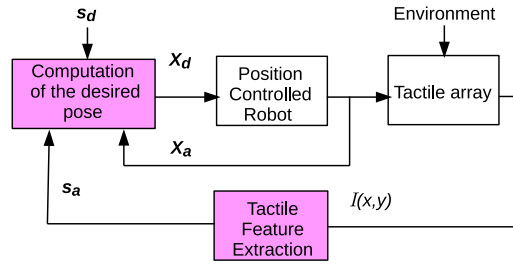 s_d
Environment
Computation
of the desired
pose
X_d
Position
Controlled
Robot
Tactile array
X_a
s_a
Tactile
Feature
Extraction
I(x,y)